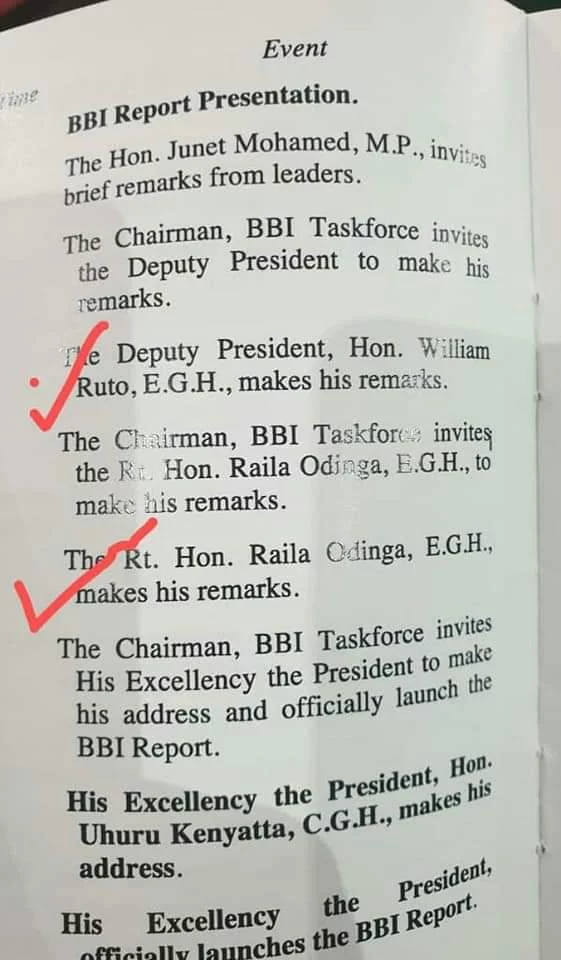 Event
time
BBI Report Presentation.
The Hon. Junet Mohamed, M.P., invites
brief remarks from leaders.
The Chairman, BBI Taskforce invites
the Deputy President to make his
remarks.
The Deputy President, Hon. William
Ruto, E.G.H., makes his remarks.
The Chairman, BBI Taskforce invites
the Rt. Hon. Raila Odinga, E.G.H., to
make his remarks.
The Rt. Hon. Raila Odinga, E.G.H.,
makes his remarks.
The Chairman, BBI Taskforce invites
His Excellency the President to make
his address and officially launch the
BBI Report.
His Excellency the President, Hon.
Uhuru Kenyatta, C.G.H., makes his
address.
His Excellency the President,
officially launches the BBI Report.